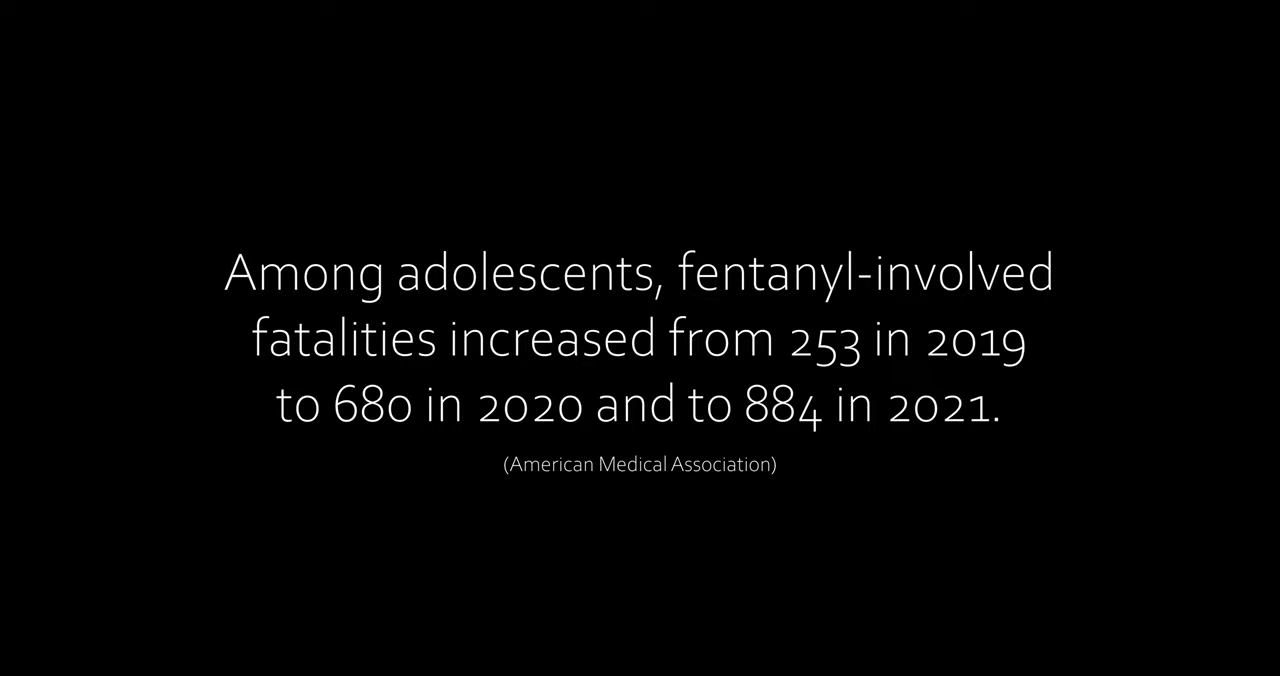 Among adolescents, fentanyl-involved
fatalities increased from 253 in 2019
to 680 in 2020 and to 884 in 2021.
(American Medical Association)